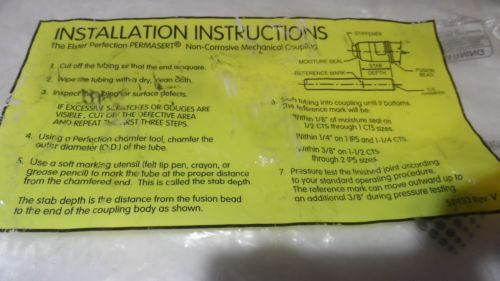 INSTALLATION INSTRUCTIONS
The Elster Perfection PERMASERT® Non-Corrosive Mechanical Coupling
1. Cut off the tubing so that the end is square.
2. Wipe the tubing with a dry, clean cloth.
3. Inspect for surface defects.
IF EXCESSIVE SCRATCHES OR GOUGES ARE
VISIBLE, CUT OFF THE DEFECTIVE AREA
AND REPEAT THE FIRST THREE STEPS.
4. Using a Perfection chamfer tool, chamfer the
outer diameter (O.D.) of the tube.
5. Use a soft marking utensil (felt tip pen, crayon, or
grease pencil) to mark the tube at the proper distance
from the chamfered end. This is called the stab depth.
The stab depth is the distance from the fusion bead
to the end of the coupling body as shown.
STIFFENER
MOISTURE SEAL
STAB
DEPTH
FUSION
BEAD
REFERENCE MARK
tubing into coupling until it bottoms.
The reference mark will be:
Within 1/8" of moisture seal on
1/2 CTS through 1 CTS sizes.
Within 1/4" on 1 IPS and 1-1/4 CTS.
Within 3/8" on 1-1/2 CTS
through 2 IPS sizes.
7. Pressure test the finished joint according
to your standard operating procedure.
The reference mark can move outward up to
an additional 3/8" during pressure testing.
Rev. V